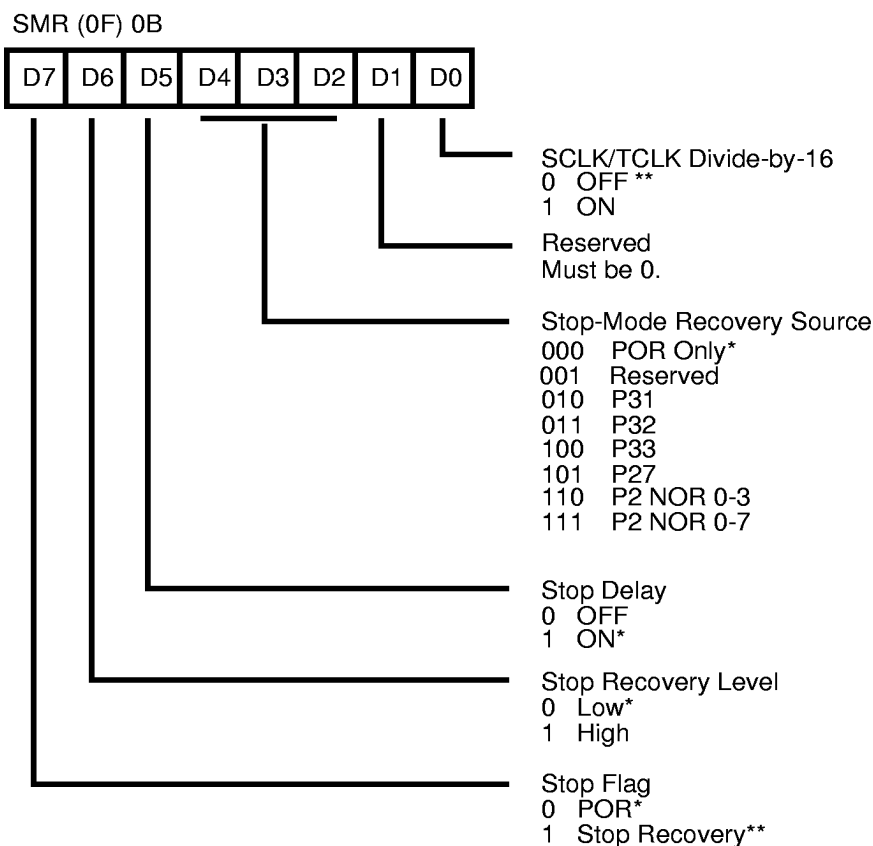 SMR (0F) 0B
D7 D6 D5 D4 D3 D2 D1 D0
SCLK/TCLK Divide-by-16
0 OFF **
1 ON
Reserved
Must be 0.
Stop-Mode Recovery Source
000 POR Only*
001 Reserved
010 P31
011 P32
100 P33
101 P27
110 P2 NOR 0-3
111 P2 NOR 0-7
Stop Delay
0 OFF
1 ON*
Stop Recovery Level
0 Low*
1 High
Stop Flag
0 POR*
1 Stop Recovery**